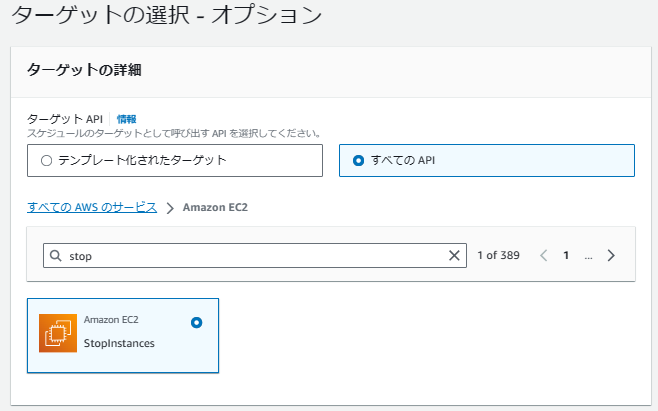 ターゲットの選択 - オプション
ターゲットの詳細
ターゲット API 情報
スケジュールのターゲットとして呼び出す API を選択してください。
テンプレート化されたターゲット すべての API
すべての AWS のサービス > Amazon EC2
stop 1 of 389 < 1 ... >
Amazon EC2
StopInstances